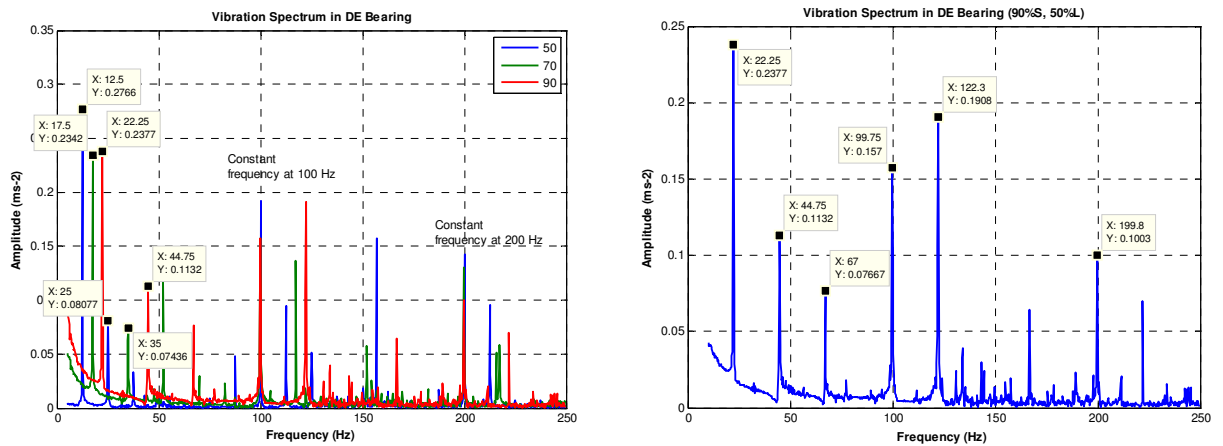 Vibration Spectrum in DE Bearing
0.35
0.3
0.2
0.15
0.05
0
0
50
100
150
200
250
Amplitude (ms-2)
Frequency (Hz)
50
70
90
X: 12.5
Y: 0.2766
X: 17.5
Y: 0.2342
X: 22.25
Y: 0.2377
Constant
frequency at 100 Hz
Constant
frequency at 200 Hz
X: 44.75
Y: 0.1132
X: 25
Y: 0.08077
X: 35
Y: 0.07436
Vibration Spectrum in DE Bearing (90%S, 50%L)
0.25
0.2
0.15
0.1
0.05
0
0
50
100
150
200
250
Amplitude (ms-2)
Frequency (Hz)
X: 22.25
Y: 0.2377
X: 122.3
Y: 0.1908
X: 99.75
Y: 0.157
X: 44.75
Y: 0.1132
X: 67
Y: 0.07667
X: 199.8
Y: 0.1003